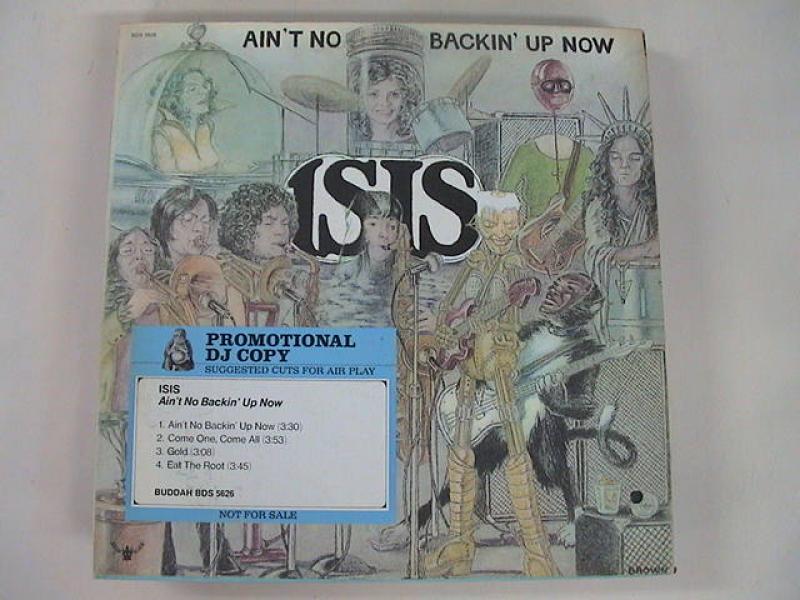 AIN'T NO BACKIN' UP NOW
ISIS
PROMOTIONAL
DJ COPY
SUGGESTED CUTS FOR AIR PLAY
ISIS
Ain't No Backin' Up Now
1. Ain't No Backin' Up Now (3:30)
2. Come One, Come All (3:53)
3. Gold (3:08)
4. Eat The Root (3:45)
BUDDAH BDS 5626
NOT FOR SALE
BROWN